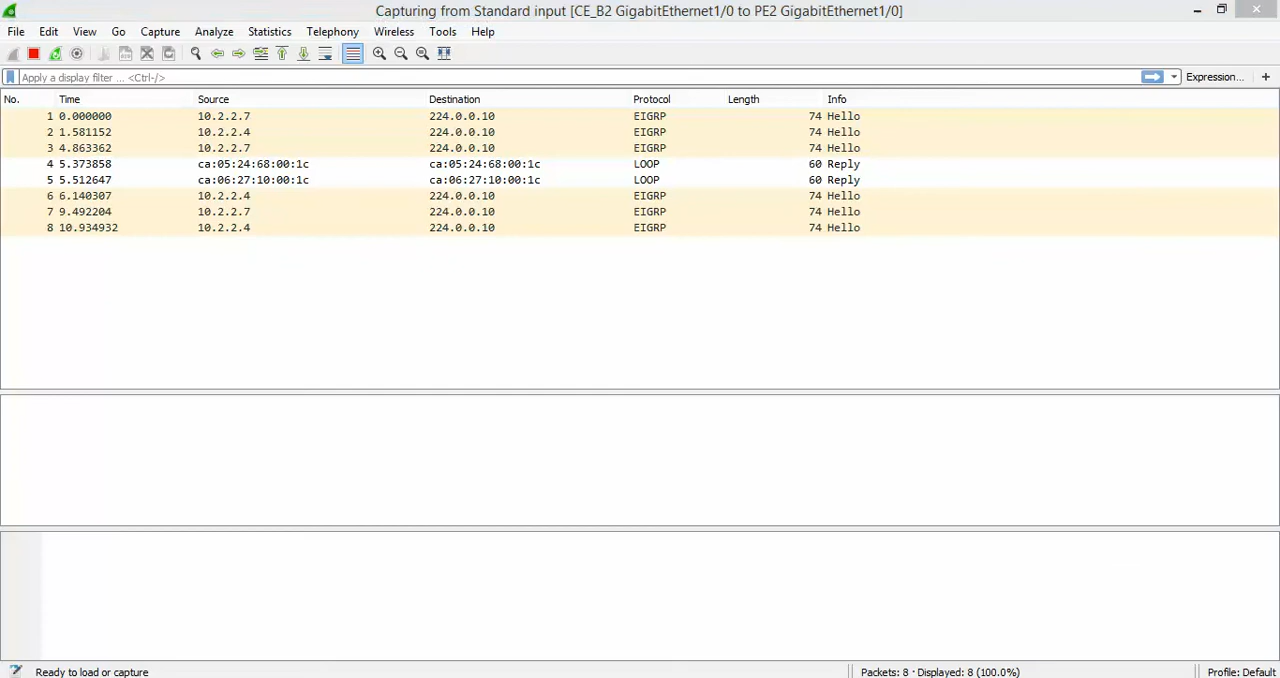 Capturing from Standard input [CE_B2 GigabitEthernet1/0 to PE2 GigabitEthernet1/0]
File Edit View Go Capture Analyze Statistics Telephony Wireless Tools Help
Apply a display filter ... <Ctrl-/> Expression... +
No. Time Source Destination Protocol Length Info
1 0.000000 10.2.2.7 224.0.0.10 EIGRP 74 Hello
2 1.581152 10.2.2.4 224.0.0.10 EIGRP 74 Hello
3 4.863362 10.2.2.7 224.0.0.10 EIGRP 74 Hello
4 5.373858 ca:05:24:68:00:1c ca:05:24:68:00:1c LOOP 60 Reply
5 5.512647 ca:06:27:10:00:1c ca:06:27:10:00:1c LOOP 60 Reply
6 6.140307 10.2.2.4 224.0.0.10 EIGRP 74 Hello
7 9.492204 10.2.2.7 224.0.0.10 EIGRP 74 Hello
8 10.934932 10.2.2.4 224.0.0.10 EIGRP 74 Hello
Ready to load or capture Packets: 8 · Displayed: 8 (100.0%) Profile: Default